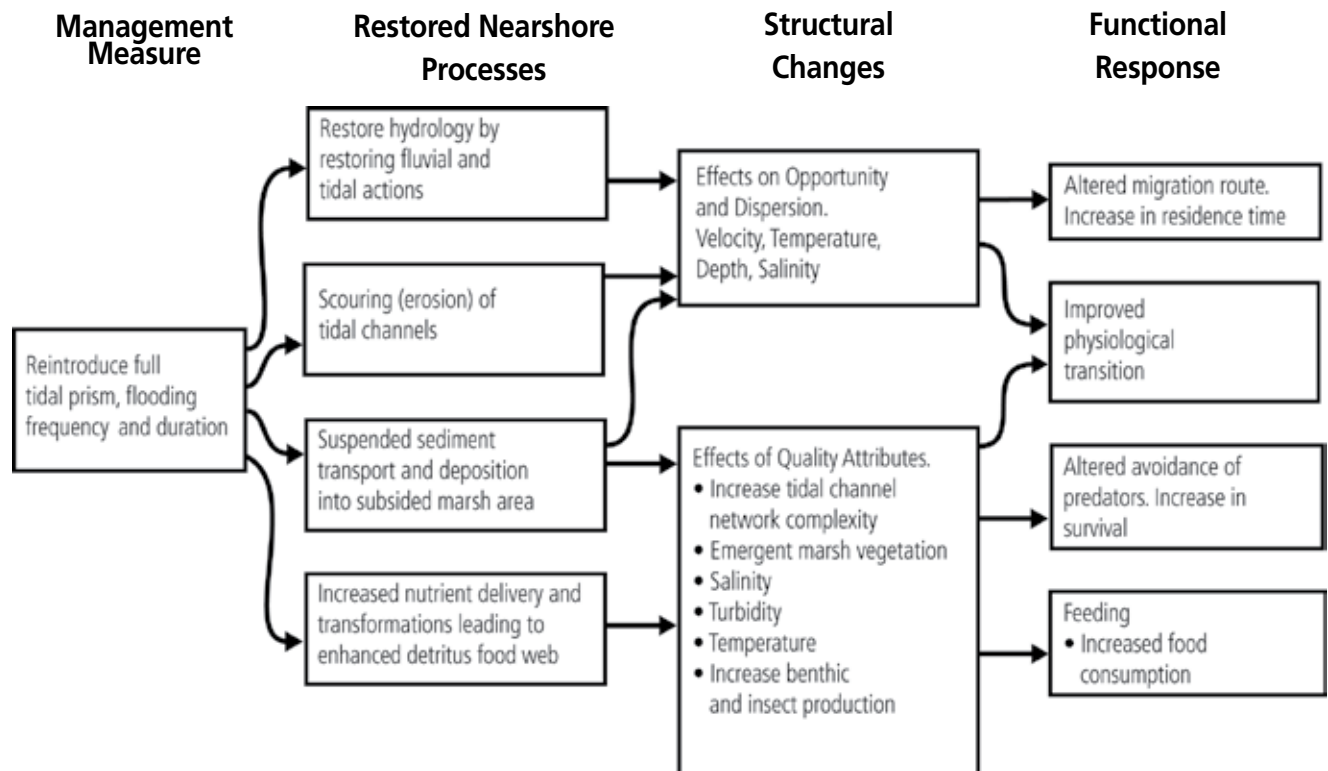 Management
Measure
Restored Nearshore
Processes
Structural
Changes
Functional
Response
Reintroduce full
tidal prism, flooding
frequency and duration
Restore hydrology by
restoring fluvial and
tidal actions
Scouring (erosion) of
tidal channels
Suspended sediment
transport and deposition
into subsided marsh area
Increased nutrient delivery and
transformations leading to
enhanced detritus food web
Effects on Opportunity
and Dispersion.
Velocity, Temperature,
Depth, Salinity
Effects of Quality Attributes.
• Increase tidal channel
network complexity
• Emergent marsh vegetation
• Salinity
• Turbidity
• Temperature
• Increase benthic
and insect production
Altered migration route.
Increase in residence time
Improved
physiological
transition
Altered avoidance of
predators. Increase in
survival
Feeding
• Increased food
consumption